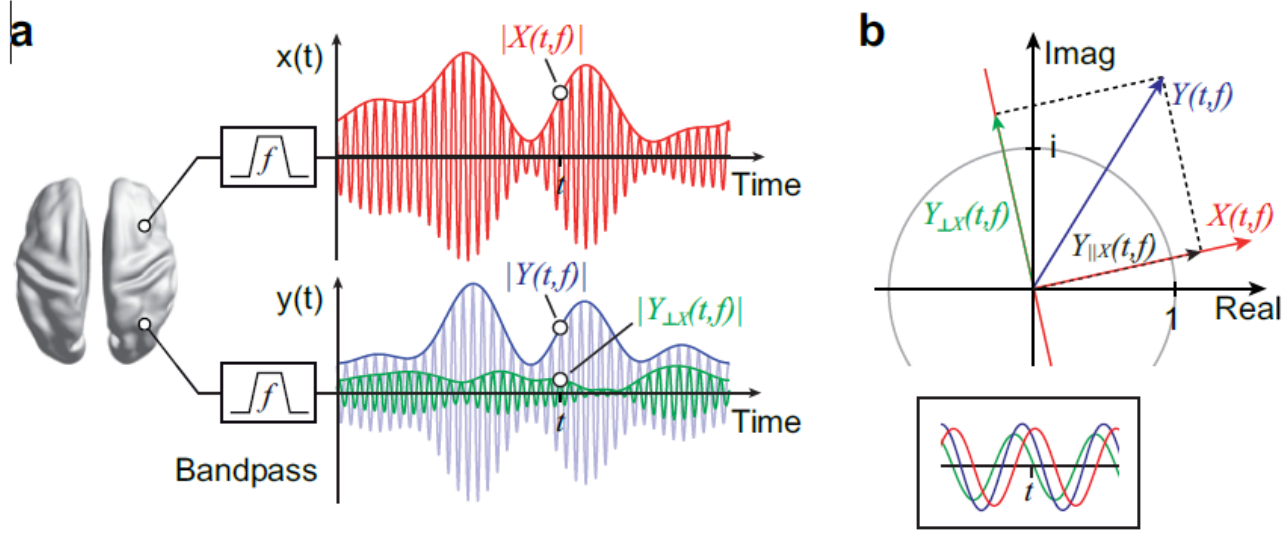 a
x(t)
|X(t,f)|
f
t
Time
y(t)
|Y(t,f)|
|Y⊥X(t,f)|
f
t
Time
Bandpass
b
Imag
Y(t,f)
i
Y⊥X(t,f)
X(t,f)
Y||X(t,f)
1
Real
t